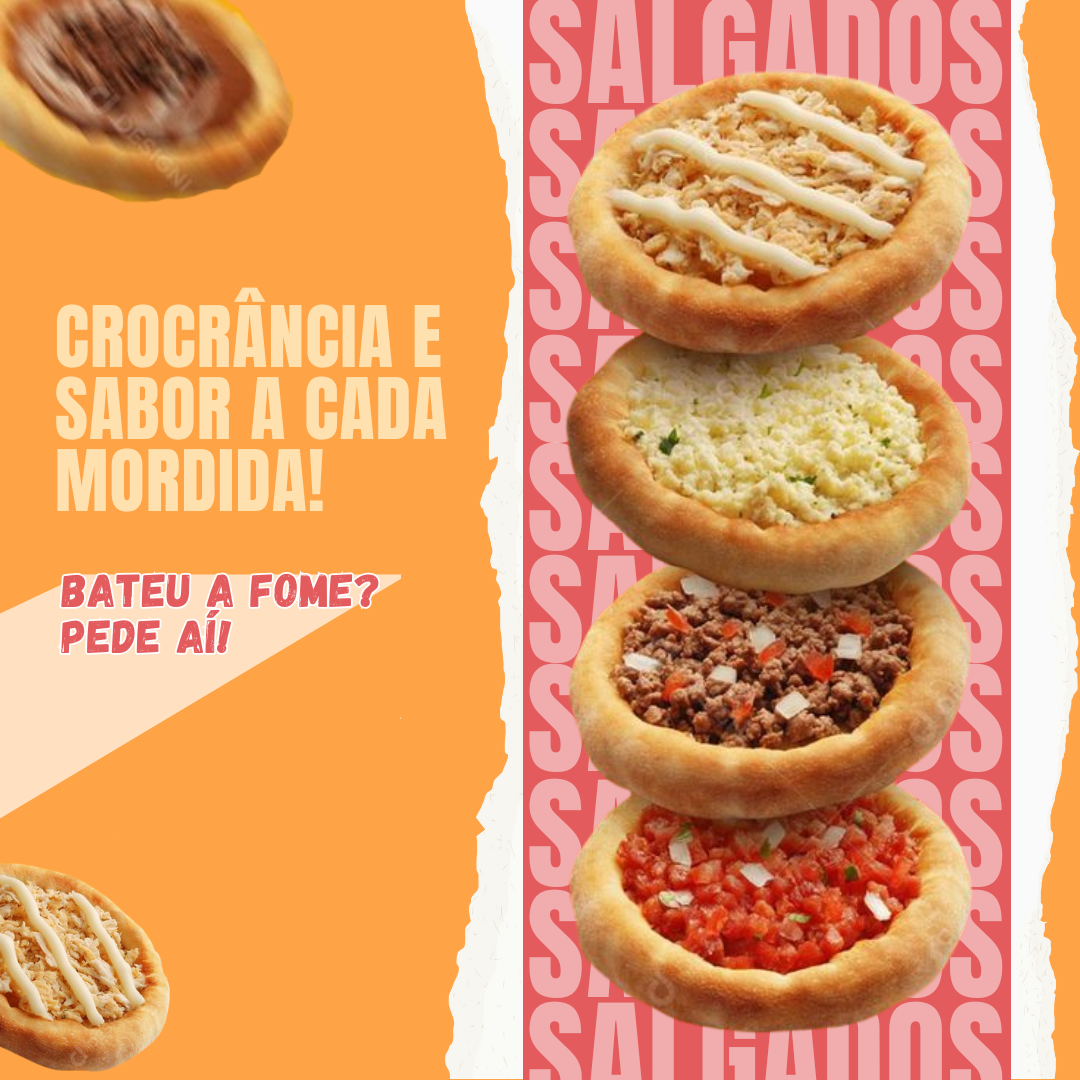 CROCRÂNCIA E
SABOR A CADA
MORDIDA!
BATEU A FOME?
PEDE AÍ!
SALGADOS
SALGADOS